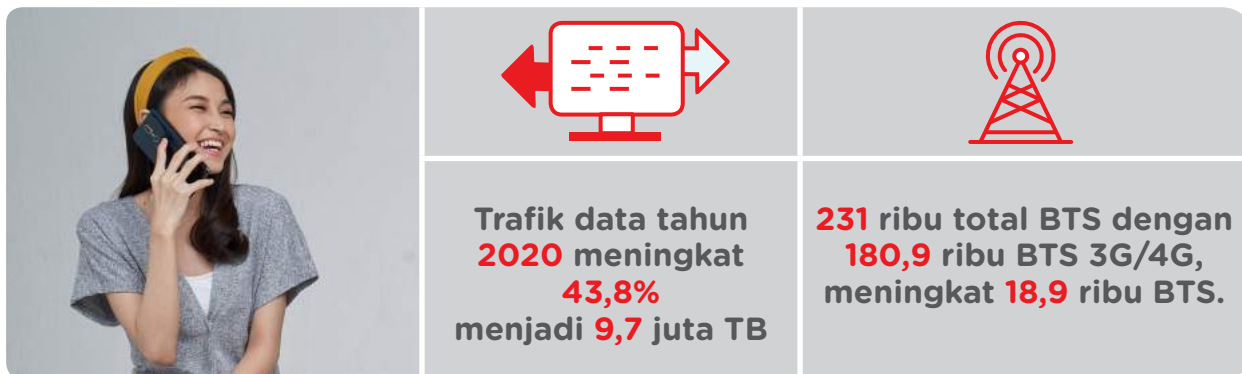 Trafik data tahun
2020 meningkat
43,8%
menjadi 9,7 juta TB
231 ribu total BTS dengan
180,9 ribu BTS 3G/4G,
meningkat 18,9 ribu BTS.